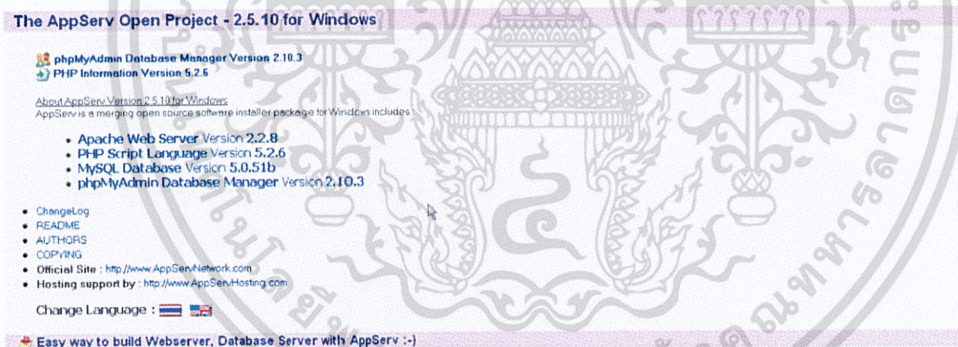 The AppServ Open Project - 2.5.10 for Windows
phpMyAdmin Database Manager Version 2.10.3
PHP Information Version 5.2.6
About AppServ Version 2.5.10 for Windows
AppServ is a merging open source software installer package for Windows includes :
• Apache Web Server Version 2.2.8
• PHP Script Language Version 5.2.6
• MySQL Database Version 5.0.51b
• phpMyAdmin Database Manager Version 2.10.3
• ChangeLog
• README
• AUTHORS
• COPYING
• Official Site : http://www.AppServNetwork.com
• Hosting support by : http://www.AppServHosting.com
Change Language :
Easy way to build Webserver, Database Server with AppServ :-)